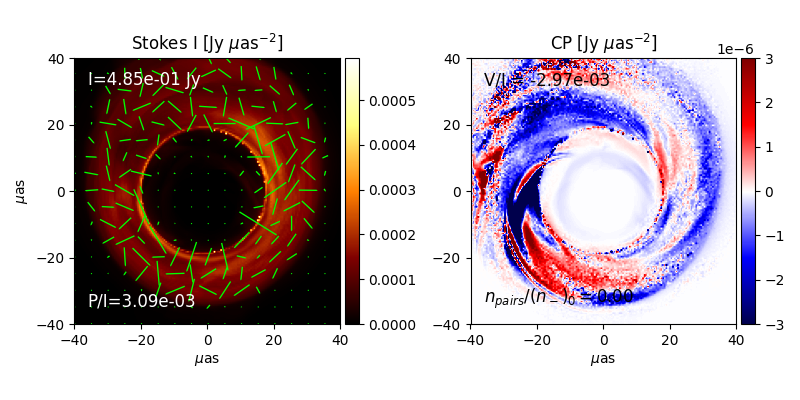 Stokes I [Jy μas⁻²]
I=4.85e-01 Jy
P/I=3.09e-03
40
20
0
−20
−40
μas
−40 −20 0 20 40
μas
0.0005
0.0004
0.0003
0.0002
0.0001
0.0000
CP [Jy μas⁻²]
1e−6
V/I = -2.97e-03
n_pairs/(n_−)_0 = 0.00
40
20
0
−20
−40
−40 −20 0 20 40
μas
3
2
1
0
−1
−2
−3